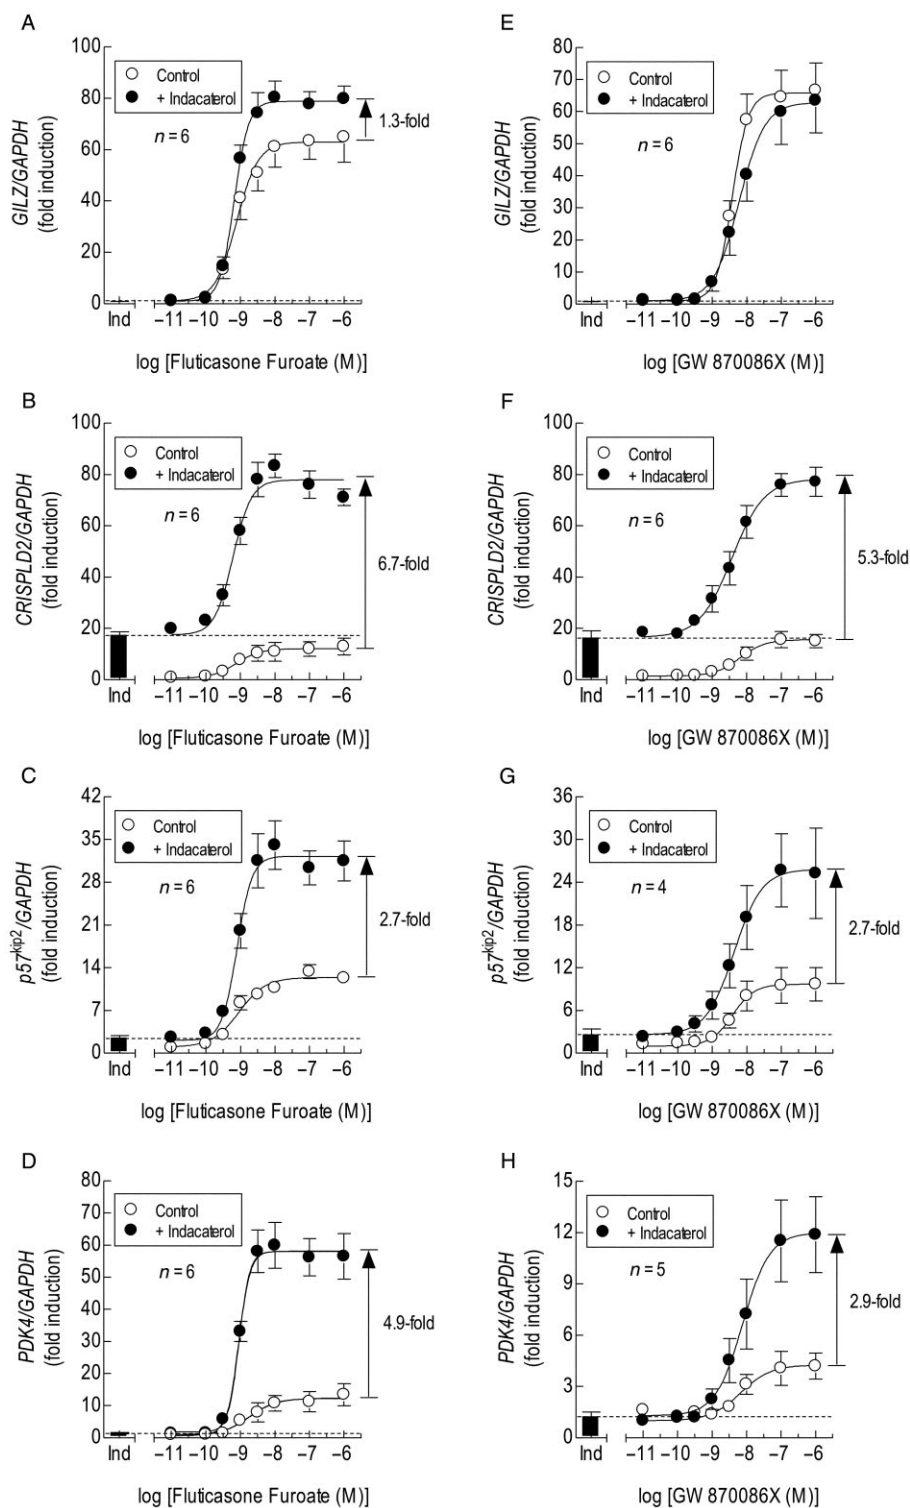 A
GILZ/GAPDH
(fold induction)
100
80
60
40
20
0
Control
+ Indacaterol
n = 6
1.3-fold
Ind
–11 –10 –9 –8 –7 –6
log [Fluticasone Furoate (M)]
E
GILZ/GAPDH
(fold induction)
80
70
60
50
40
30
20
10
0
Control
+ Indacaterol
n = 6
Ind
–11 –10 –9 –8 –7 –6
log [GW 870086X (M)]
B
CRISPLD2/GAPDH
(fold induction)
100
80
60
40
20
0
Control
+ Indacaterol
n = 6
6.7-fold
Ind
–11 –10 –9 –8 –7 –6
log [Fluticasone Furoate (M)]
F
CRISPLD2/GAPDH
(fold induction)
100
80
60
40
20
0
Control
+ Indacaterol
n = 6
5.3-fold
Ind
–11 –10 –9 –8 –7 –6
log [GW 870086X (M)]
C
p57kip2/GAPDH
(fold induction)
42
35
28
21
14
7
0
Control
+ Indacaterol
n = 6
2.7-fold
Ind
–11 –10 –9 –8 –7 –6
log [Fluticasone Furoate (M)]
G
p57kip2/GAPDH
(fold induction)
36
30
24
18
12
6
0
Control
+ Indacaterol
n = 4
2.7-fold
Ind
–11 –10 –9 –8 –7 –6
log [GW 870086X (M)]
D
PDK4/GAPDH
(fold induction)
80
70
60
50
40
30
20
10
0
Control
+ Indacaterol
n = 6
4.9-fold
Ind
–11 –10 –9 –8 –7 –6
log [Fluticasone Furoate (M)]
H
PDK4/GAPDH
(fold induction)
15
12
9
6
3
0
Control
+ Indacaterol
n = 5
2.9-fold
Ind
–11 –10 –9 –8 –7 –6
log [GW 870086X (M)]